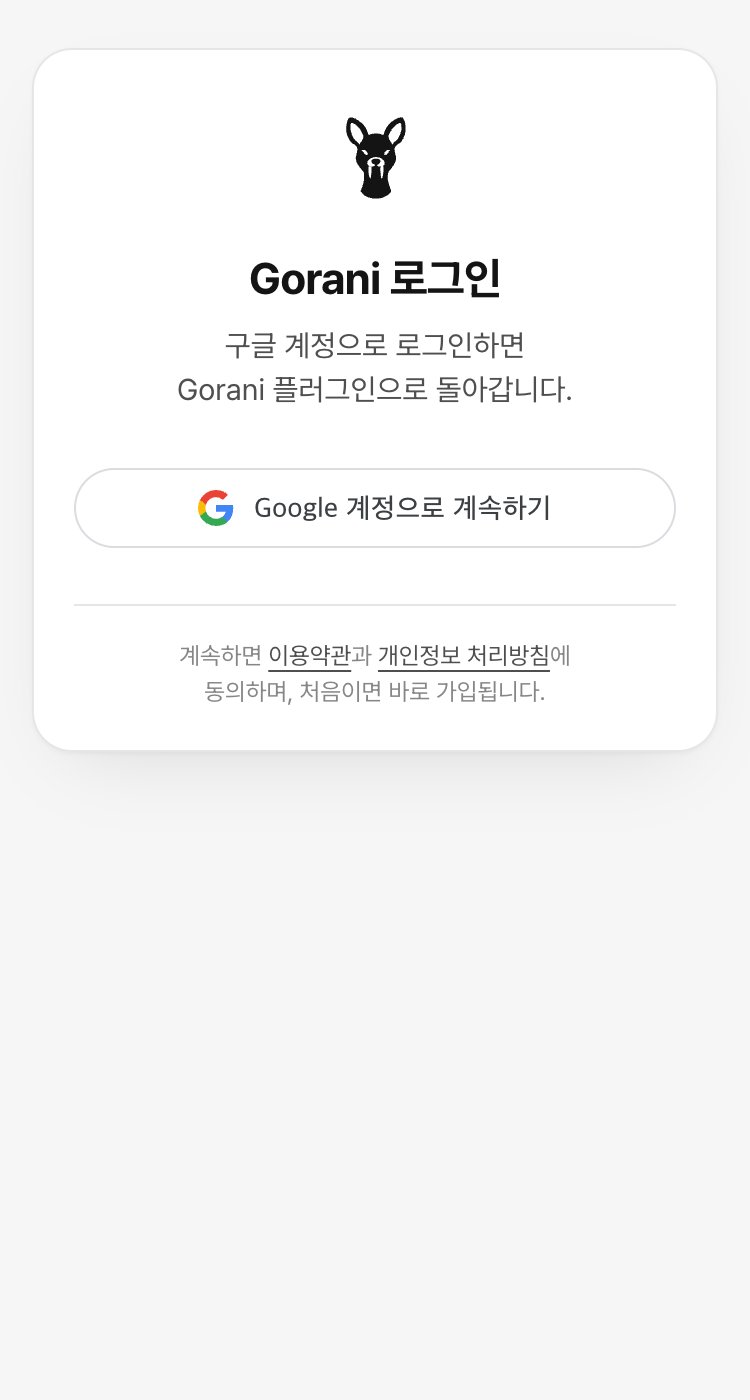 Gorani 로그인
구글 계정으로 로그인하면
Gorani 플러그인으로 돌아갑니다.
Google 계정으로 계속하기
계속하면 이용약관과 개인정보 처리방침에
동의하며, 처음이면 바로 가입됩니다.